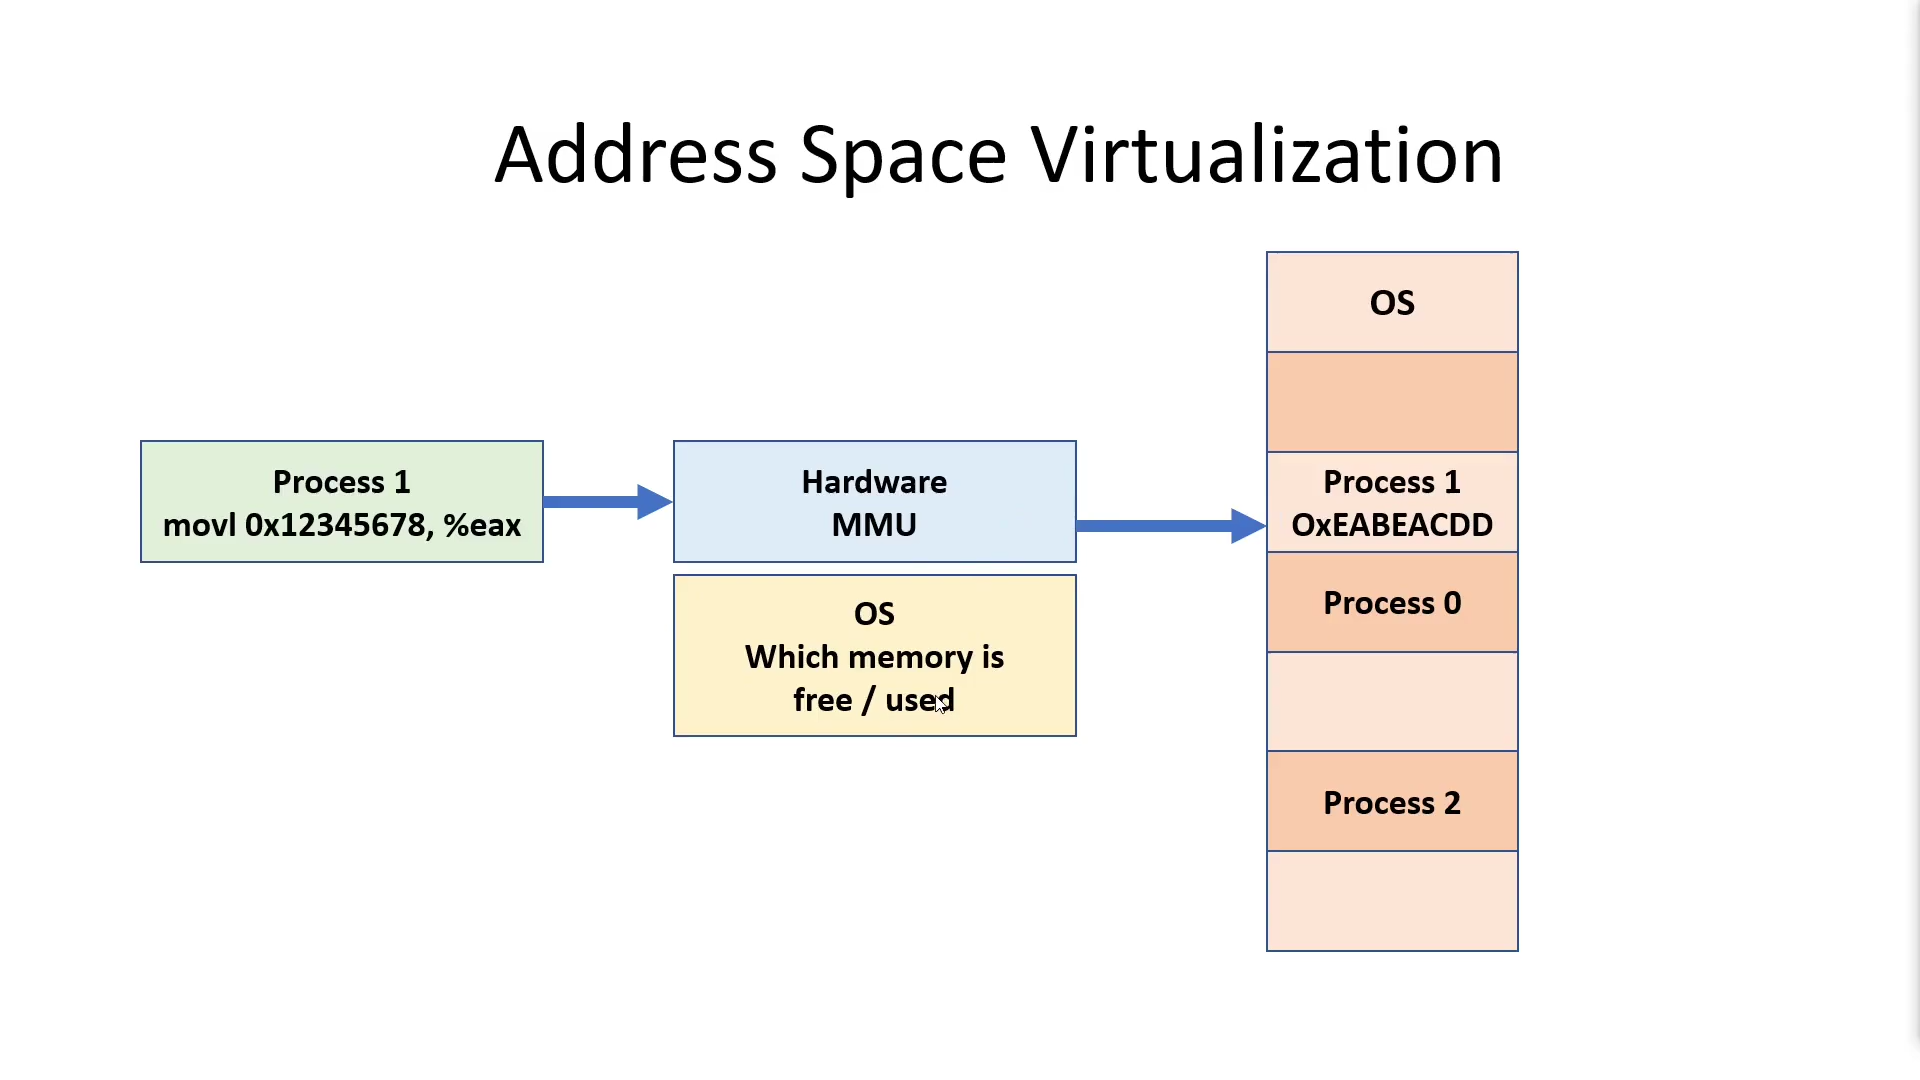 Address Space Virtualization
Process 1
movl 0x12345678, %eax
Hardware
MMU
OS
Which memory is
free / used
OS
Process 1
OxEABEACDD
Process 0
Process 2